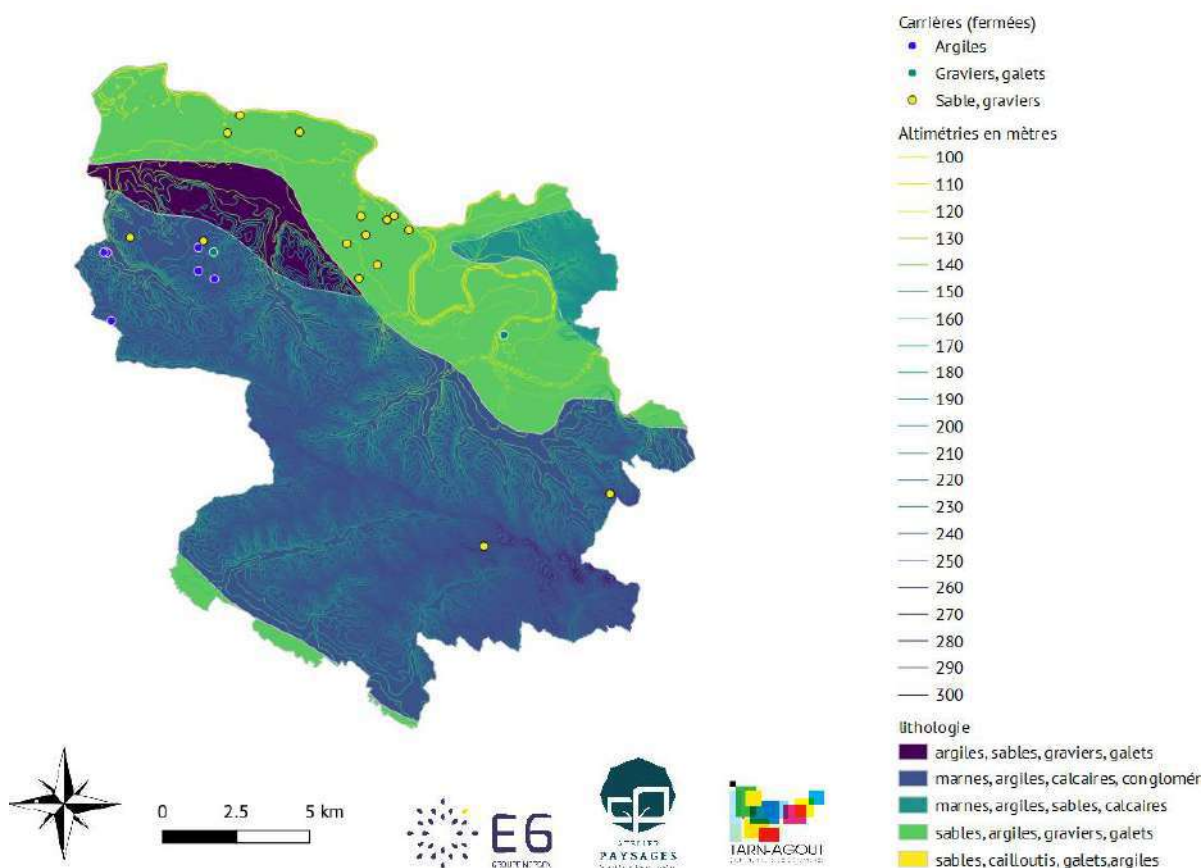 Carrières (fermées)
Argiles
Graviers, galets
Sable, graviers
Altimétries en mètres
100
110
120
130
140
150
160
170
180
190
200
210
220
230
240
250
260
270
280
290
300
lithologie
argiles, sables, graviers, galets
marnes, argiles, calcaires, conglomér
marnes, argiles, sables, calcaires
sables, argiles, graviers, galets
sables, cailloutis, galets,argiles
0 2.5 5 km
E6
ATELIER
PAYSAGES
TARN-AGOUT